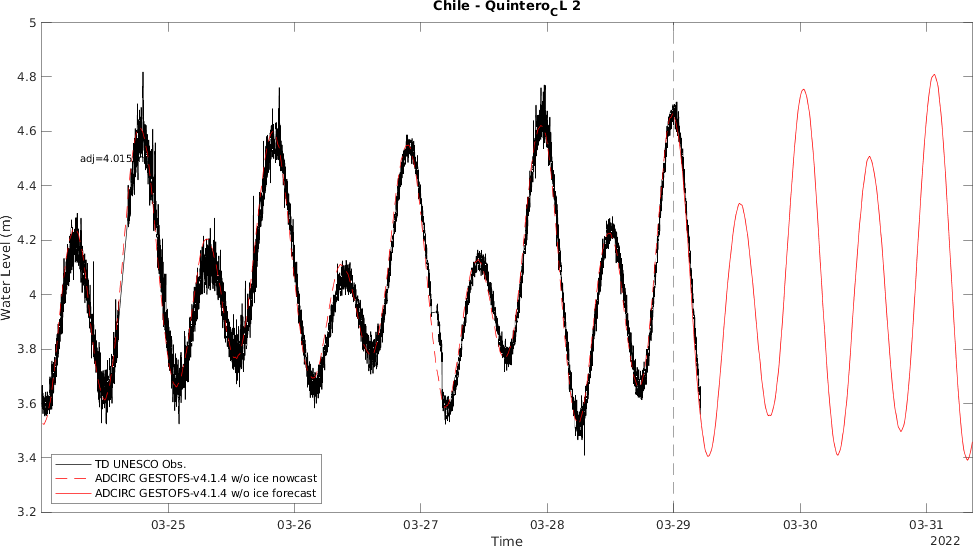 Chile - Quintero_CL 2
5
4.8
4.6
4.4
4.2
4
3.8
3.6
3.4
3.2
Water Level (m)
adj=4.015
TD UNESCO Obs.
ADCIRC GESTOFS-v4.1.4 w/o ice nowcast
ADCIRC GESTOFS-v4.1.4 w/o ice forecast
03-25 03-26 03-27 03-28 03-29 03-30 03-31
Time
2022